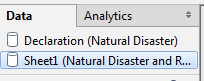 Data Analytics
Declaration (Natural Disaster)
Sheet1 (Natural Disaster and R...